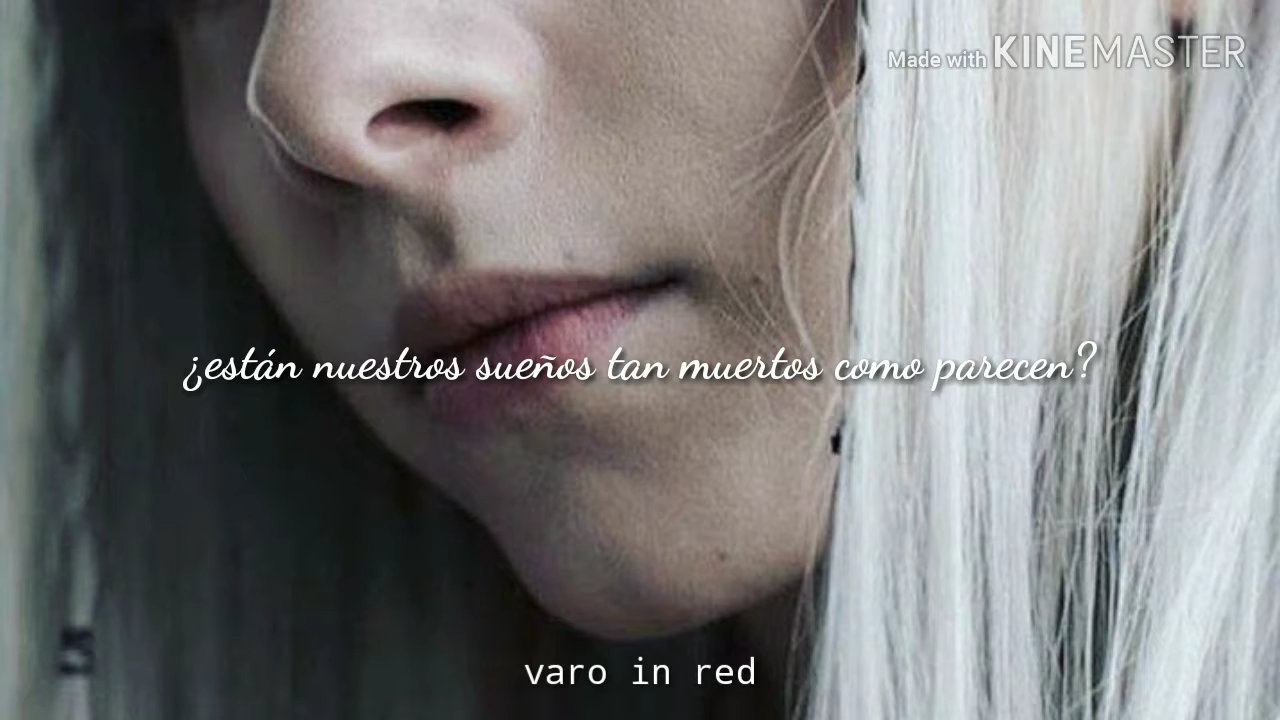 Made with KINEMASTER
¿están nuestros sueños tan muertos como parecen?
varo in red